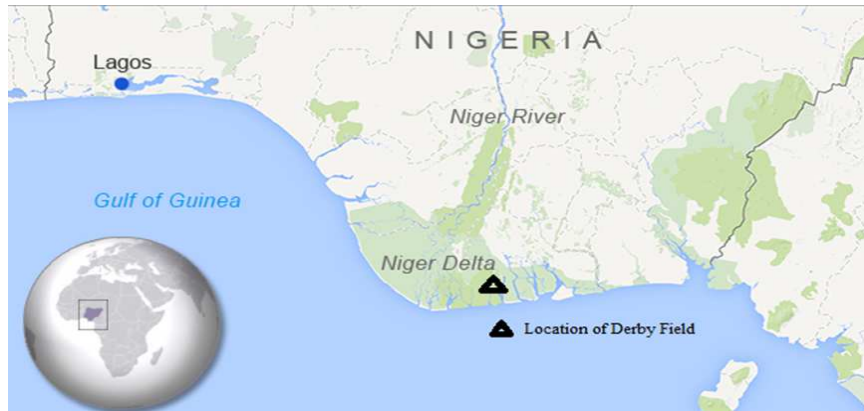 NIGERIA
Lagos
Niger River
Gulf of Guinea
Niger Delta
Location of Derby Field